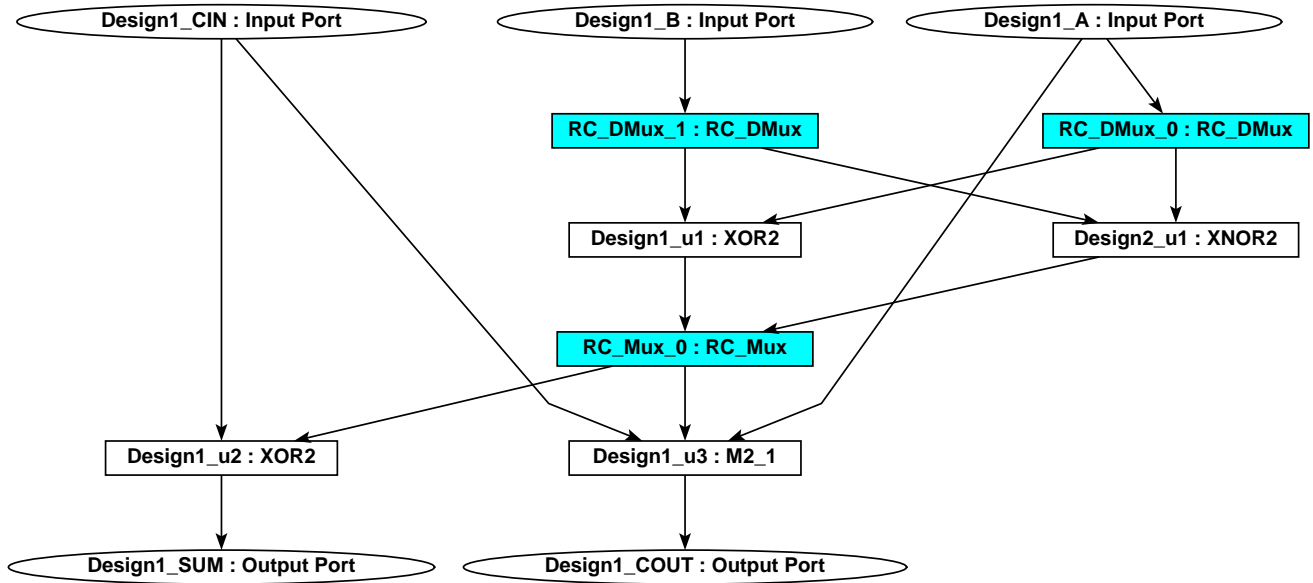 Design1_CIN : Input Port
Design1_B : Input Port
Design1_A : Input Port
RC_DMux_1 : RC_DMux
RC_DMux_0 : RC_DMux
Design1_u1 : XOR2
Design2_u1 : XNOR2
RC_Mux_0 : RC_Mux
Design1_u2 : XOR2
Design1_u3 : M2_1
Design1_SUM : Output Port
Design1_COUT : Output Port